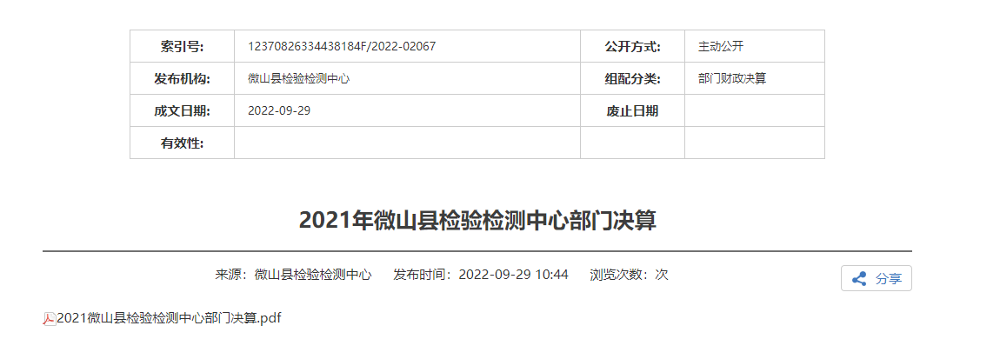 索引号: 12370826334438184F/2022-02067 公开方式: 主动公开
发布机构: 微山县检验检测中心 组配分类: 部门财政决算
成文日期: 2022-09-29 废止日期
有效性:
2021年微山县检验检测中心部门决算
来源：微山县检验检测中心 发布时间：2022-09-29 10:44 浏览次数：次 分享
2021微山县检验检测中心部门决算.pdf